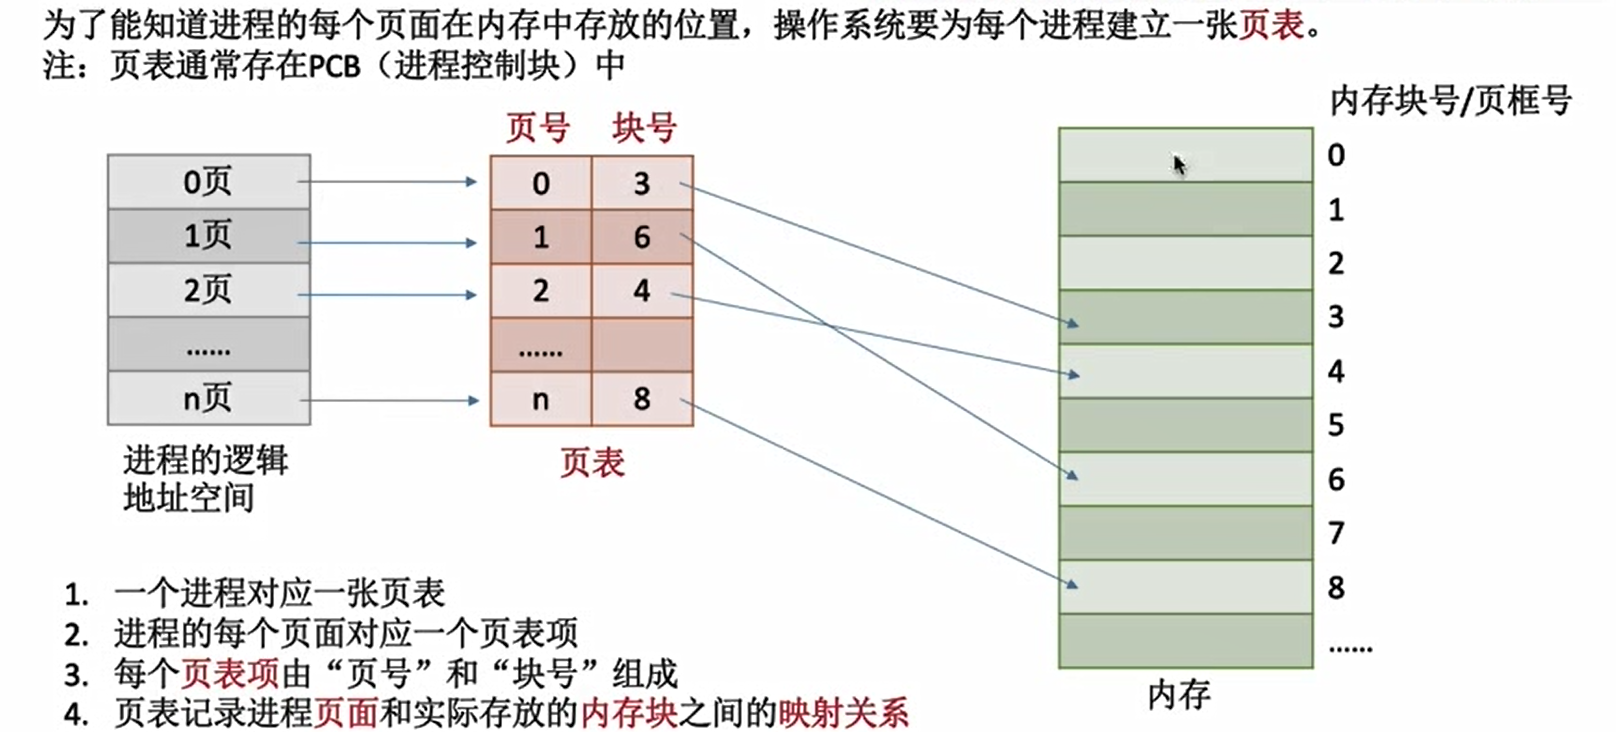 为了能知道进程的每个页面在内存中存放的位置，操作系统要为每个进程建立一张页表。
注：页表通常存在PCB（进程控制块）中
内存块号/页框号
页号 块号
0页
1页
2页
......
n页
进程的逻辑
地址空间
0 3
1 6
2 4
......
n 8
页表
0
1
2
3
4
5
6
7
8
......
内存
1. 一个进程对应一张页表
2. 进程的每个页面对应一个页表项
3. 每个页表项由“页号”和“块号”组成
4. 页表记录进程页面和实际存放的内存块之间的映射关系